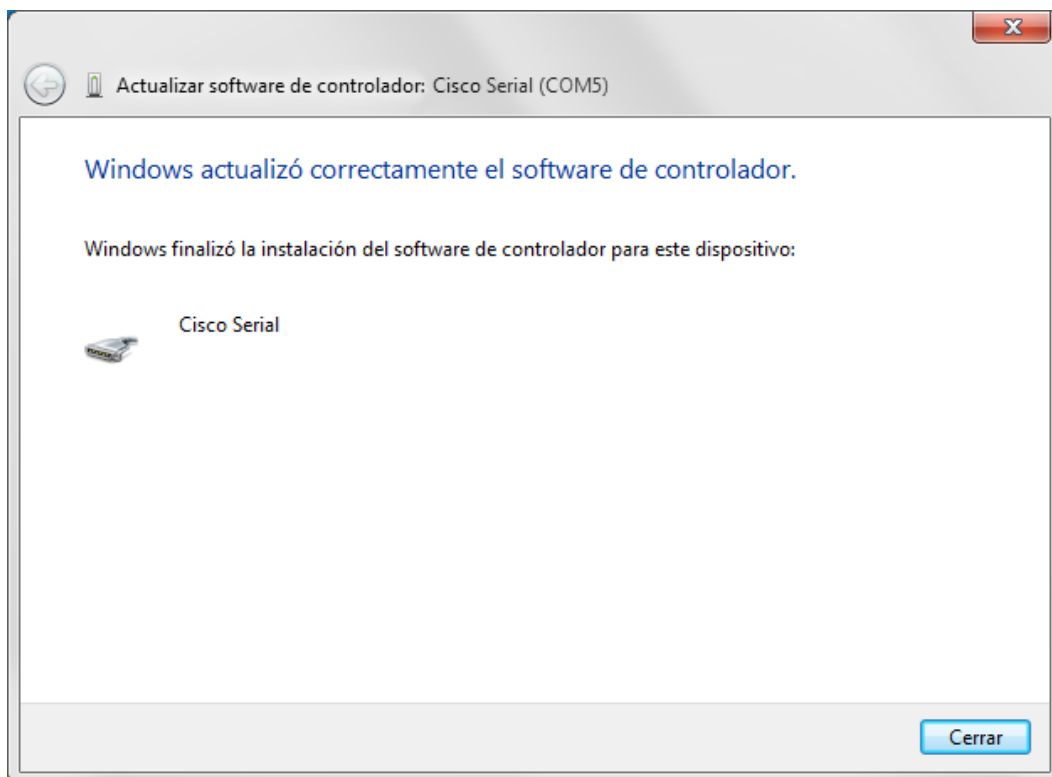 Actualizar software de controlador: Cisco Serial (COM5)
Windows actualizó correctamente el software de controlador.
Windows finalizó la instalación del software de controlador para este dispositivo:
Cisco Serial
Cerrar